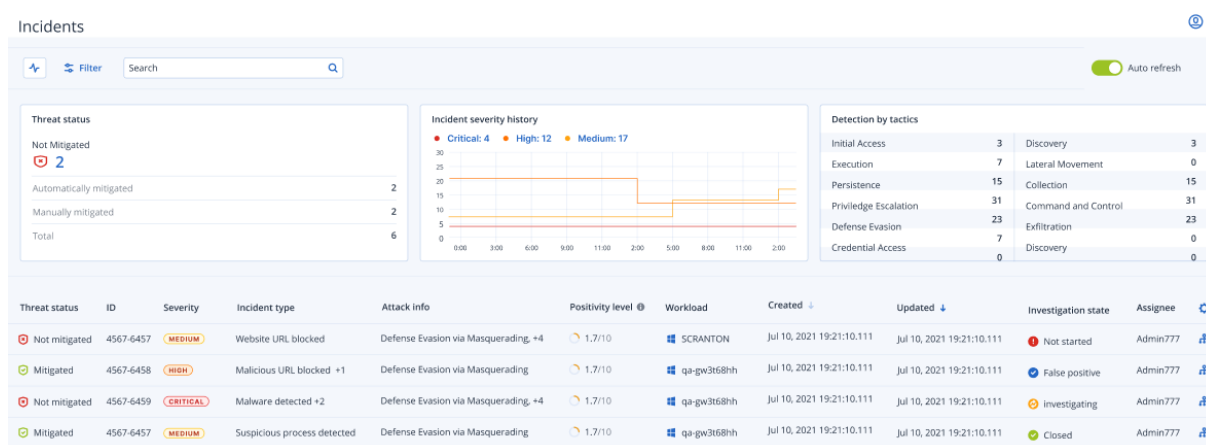 Incidents
Filter
Search
Auto refresh
Threat status
Not Mitigated
2
Automatically mitigated 2
Manually mitigated 2
Total 6
Incident severity history
Critical: 4 High: 12 Medium: 17
30
25
20
15
10
5
0
0:00 3:00 6:00 9:00 11:00 2:00 5:00 8:00 11:00 2:00
Detection by tactics
Initial Access 3 Discovery 3
Execution 7 Lateral Movement 0
Persistence 15 Collection 15
Priviledge Escalation 31 Command and Control 31
Defense Evasion 23 Exfiltration 23
Credential Access 7 Discovery 0
0 0
Threat status ID Severity Incident type Attack info Positivity level Workload Created ↓ Updated ↓ Investigation state Assignee
Not mitigated 4567-6457 MEDIUM Website URL blocked Defense Evasion via Masquerading, +4 1.7/10 SCRANTON Jul 10, 2021 19:21:10.111 Jul 10, 2021 19:21:10.111 Not started Admin777
Mitigated 4567-6458 HIGH Malicious URL blocked +1 Defense Evasion via Masquerading 1.7/10 qa-gw3t68hh Jul 10, 2021 19:21:10.111 Jul 10, 2021 19:21:10.111 False positive Admin777
Not mitigated 4567-6459 CRITICAL Malware detected +2 Defense Evasion via Masquerading, +4 1.7/10 qa-gw3t68hh Jul 10, 2021 19:21:10.111 Jul 10, 2021 19:21:10.111 investigating Admin777
Mitigated 4567-6457 MEDIUM Suspicious process detected Defense Evasion via Masquerading 1.7/10 qa-gw3t68hh Jul 10, 2021 19:21:10.111 Jul 10, 2021 19:21:10.111 Closed Admin777